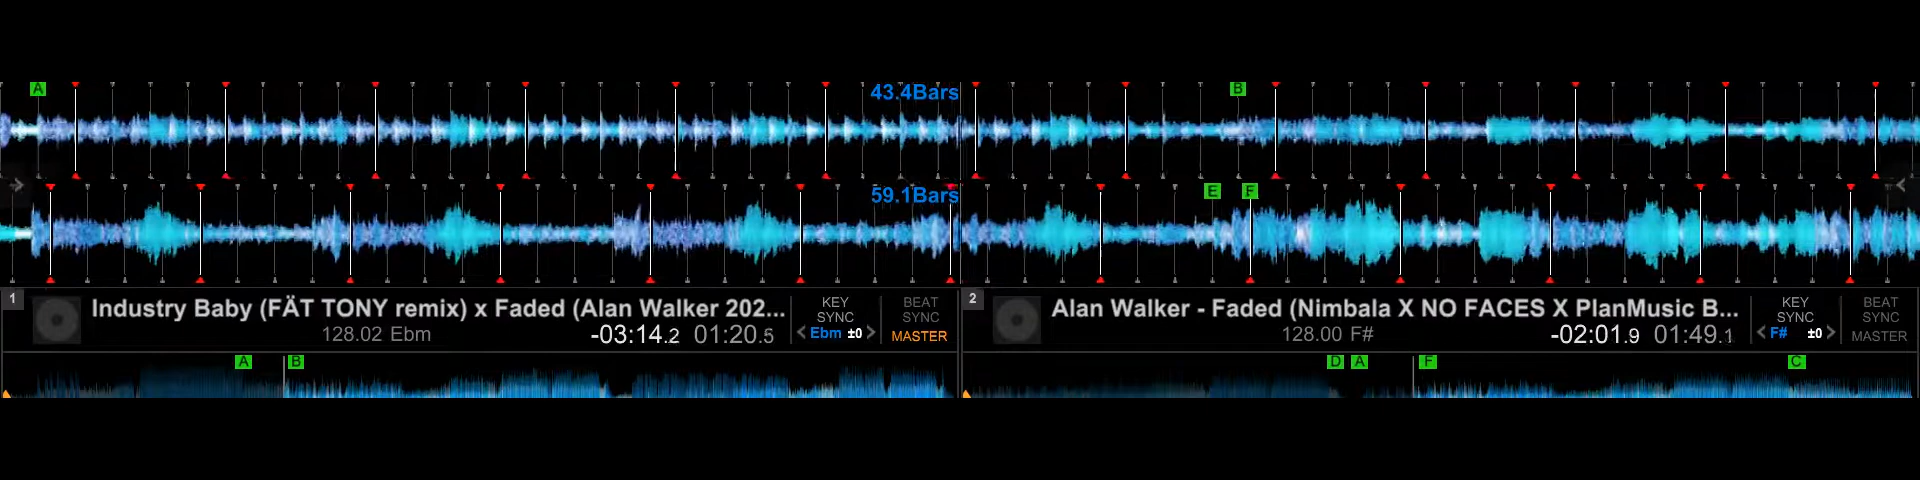 A
43.4Bars
B
59.1Bars
E F
1
Industry Baby (FÄT TONY remix) x Faded (Alan Walker 202...
128.02 Ebm
-03:14.2 01:20.5
KEY
SYNC
Ebm ±0
BEAT
SYNC
MASTER
A B
2
Alan Walker - Faded (Nimbala X NO FACES X PlanMusic B...
128.00 F#
-02:01.9 01:49.1
KEY
SYNC
F# ±0
BEAT
SYNC
MASTER
D A F C